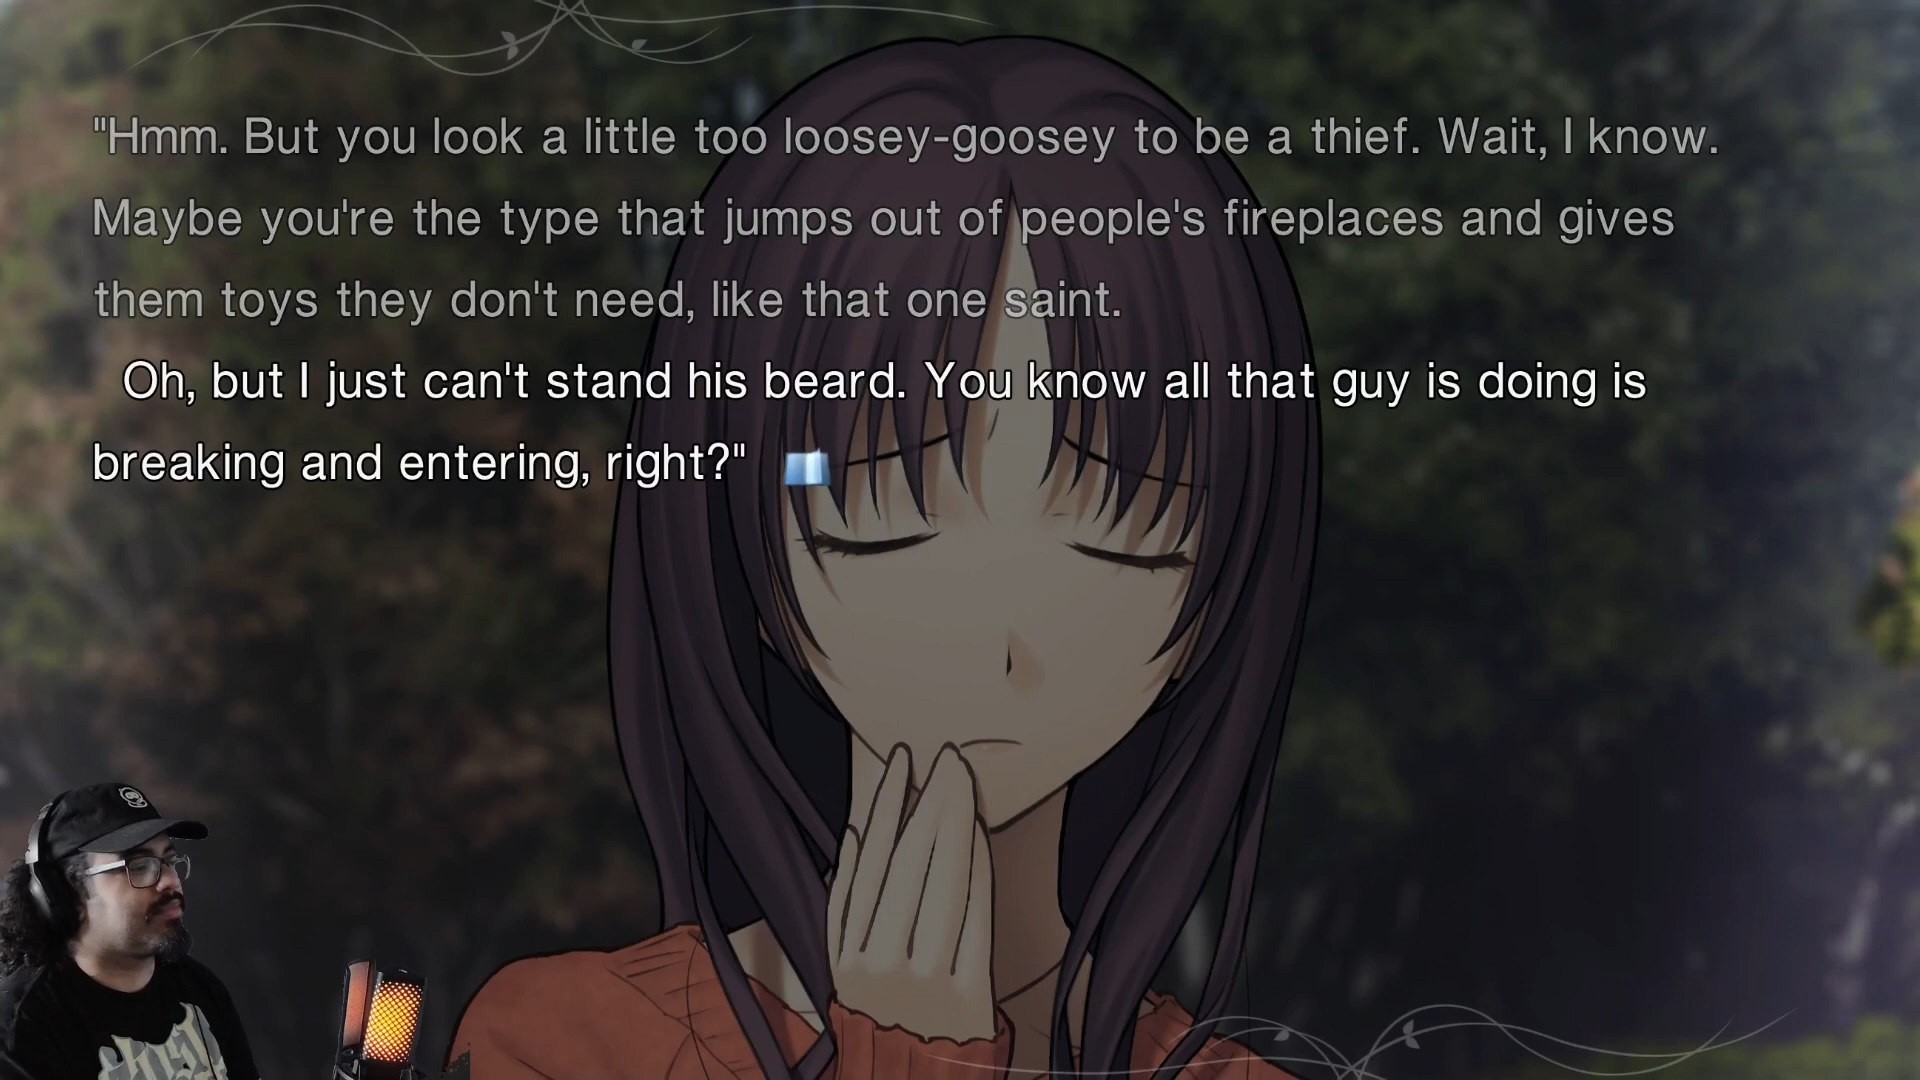 "Hmm. But you look a little too loosey-goosey to be a thief. Wait, I know.
Maybe you're the type that jumps out of people's fireplaces and gives
them toys they don't need, like that one saint.
Oh, but I just can't stand his beard. You know all that guy is doing is
breaking and entering, right?"